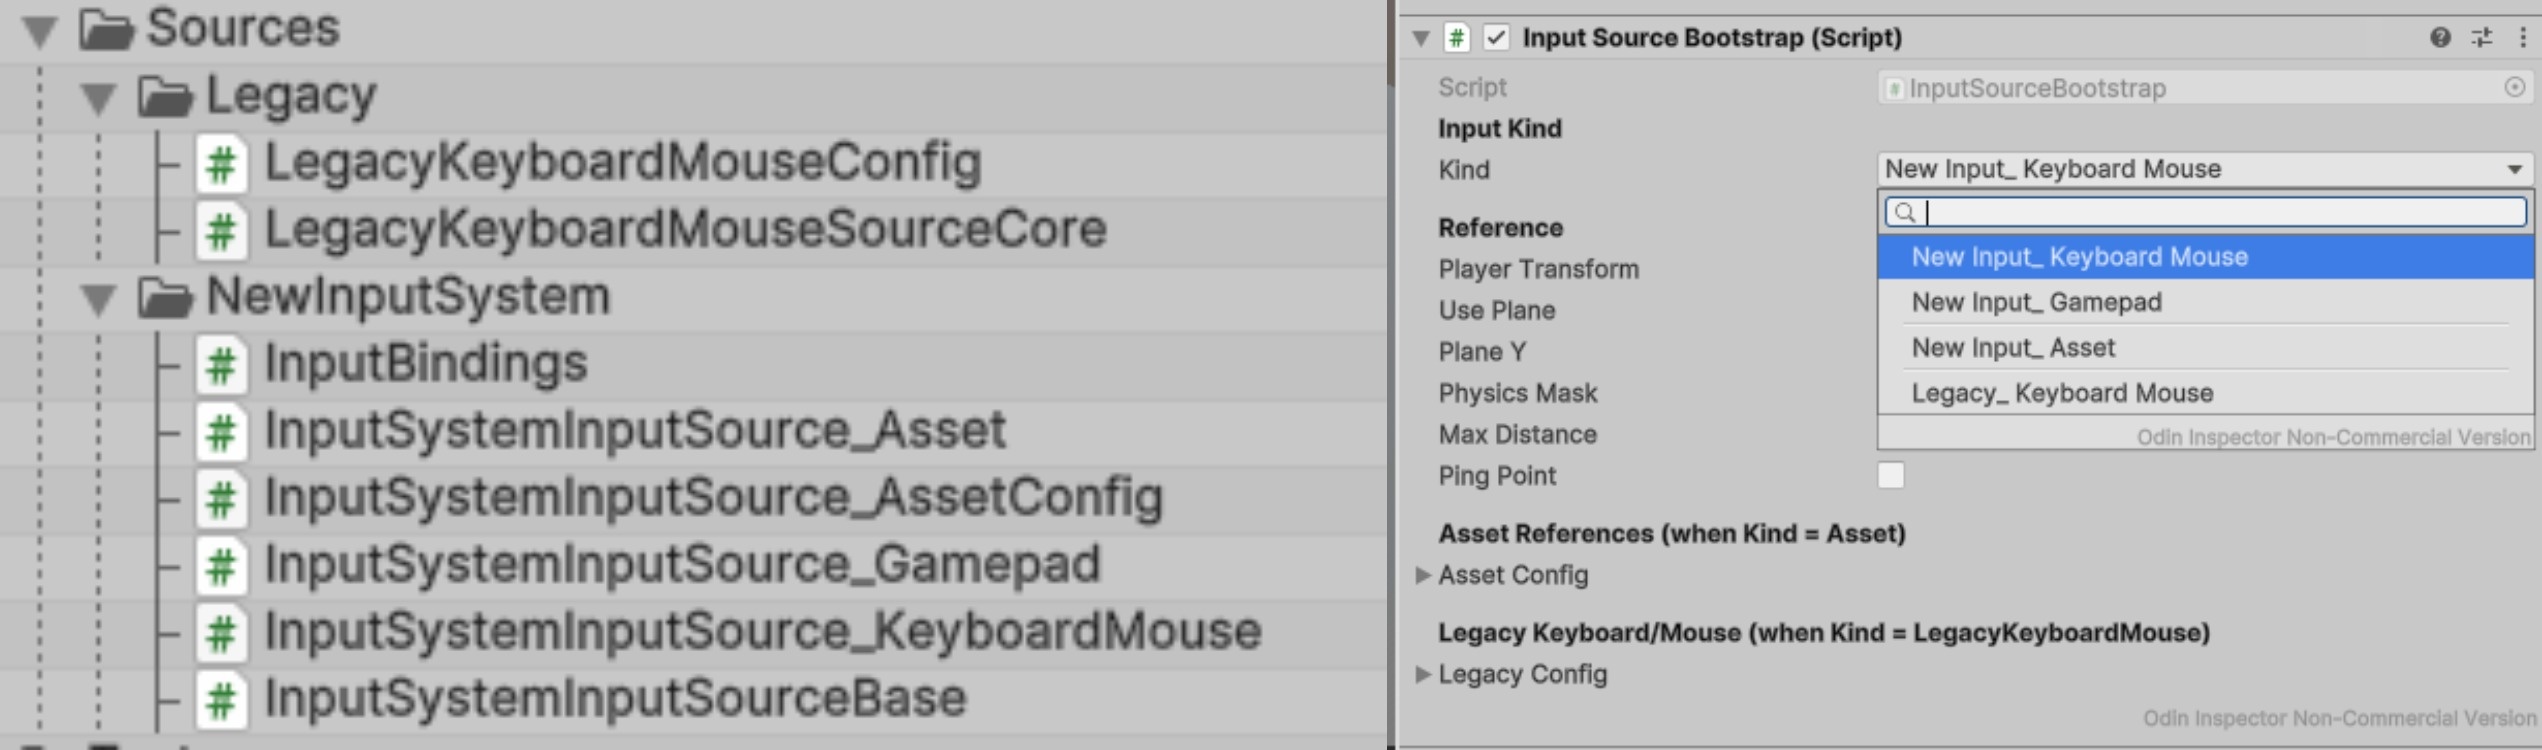 Sources
Legacy
LegacyKeyboardMouseConfig
LegacyKeyboardMouseSourceCore
NewInputSystem
InputBindings
InputSystemInputSource_Asset
InputSystemInputSource_AssetConfig
InputSystemInputSource_Gamepad
InputSystemInputSource_KeyboardMouse
InputSystemInputSourceBase
Input Source Bootstrap (Script)
Script InputSourceBootstrap
Input Kind
Kind New Input_ Keyboard Mouse
New Input_ Keyboard Mouse
New Input_ Gamepad
New Input_ Asset
Legacy_ Keyboard Mouse
Odin Inspector Non-Commercial Version
Reference
Player Transform
Use Plane
Plane Y
Physics Mask
Max Distance
Ping Point
Asset References (when Kind = Asset)
Asset Config
Legacy Keyboard/Mouse (when Kind = LegacyKeyboardMouse)
Legacy Config
Odin Inspector Non-Commercial Version